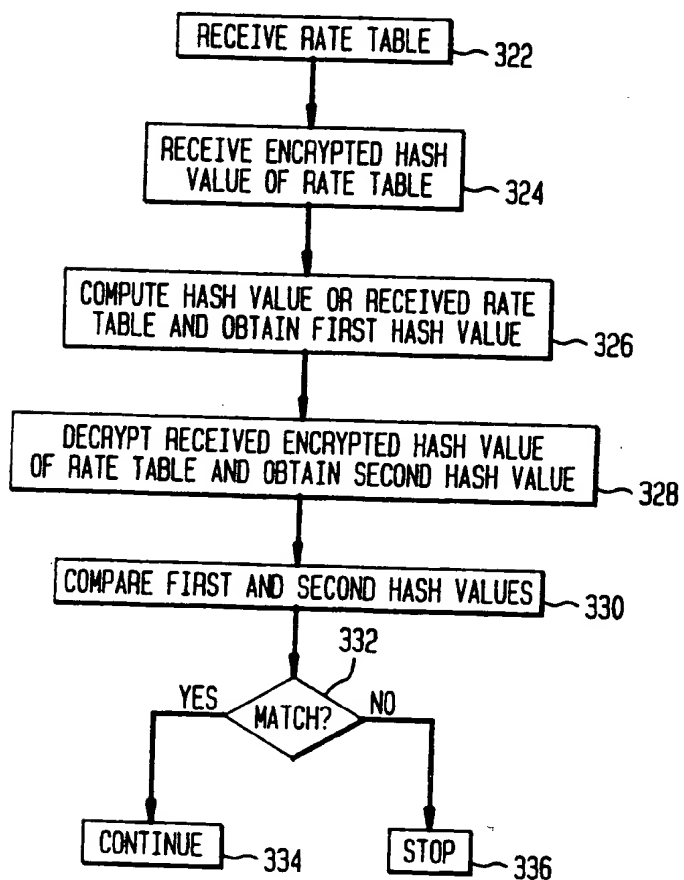 RECEIVE RATE TABLE
322
RECEIVE ENCRYPTED HASH
VALUE OF RATE TABLE
324
COMPUTE HASH VALUE OR RECEIVED RATE
TABLE AND OBTAIN FIRST HASH VALUE
326
DECRYPT RECEIVED ENCRYPTED HASH VALUE
OF RATE TABLE AND OBTAIN SECOND HASH VALUE
328
COMPARE FIRST AND SECOND HASH VALUES
330
332
YES
MATCH?
NO
CONTINUE
334
STOP
336